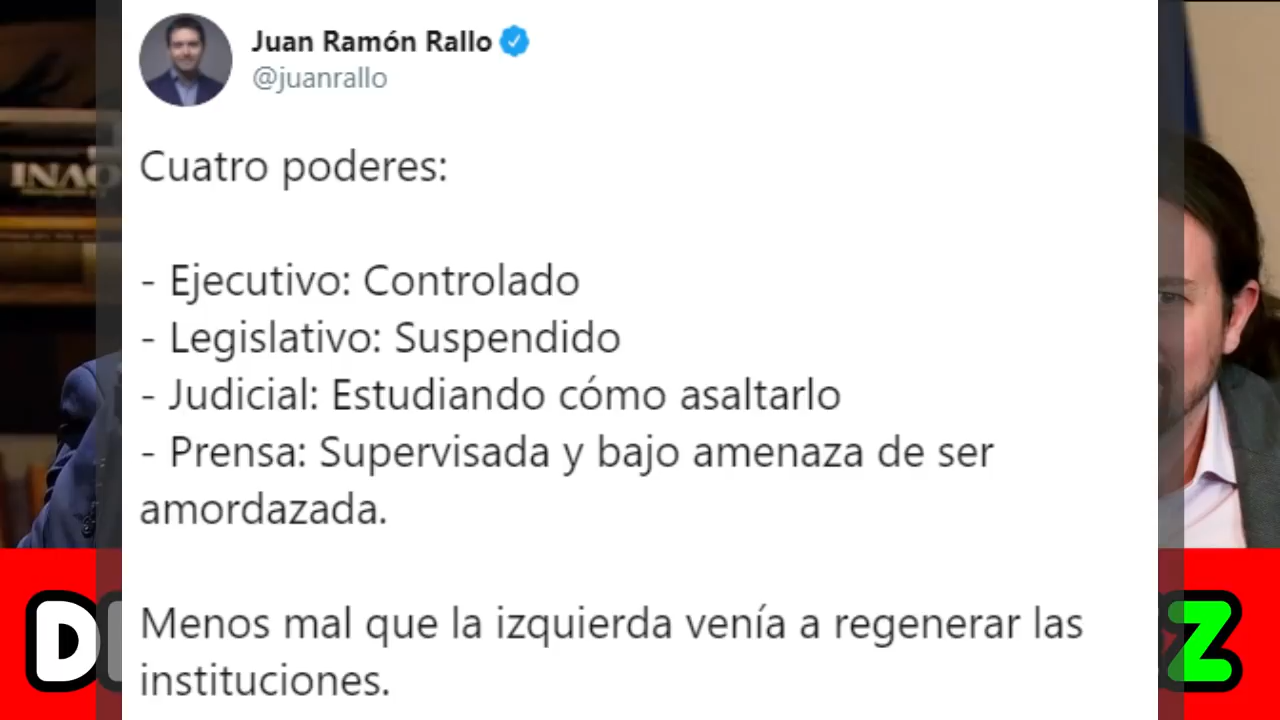 Juan Ramón Rallo
@juanrallo
Cuatro poderes:
- Ejecutivo: Controlado
- Legislativo: Suspendido
- Judicial: Estudiando cómo asaltarlo
- Prensa: Supervisada y bajo amenaza de ser
amordazada.
Menos mal que la izquierda venía a regenerar las
instituciones.